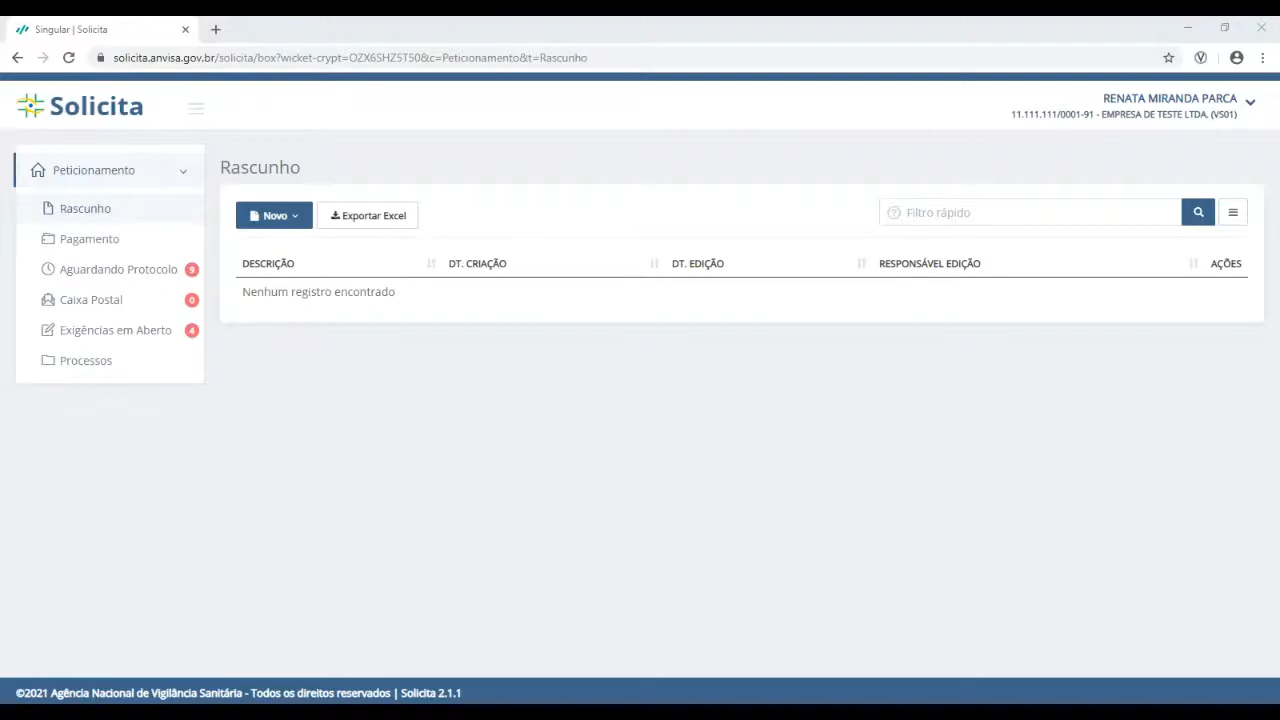 Singular | Solicita
solicita.anvisa.gov.br/solicita/box?wicket-crypt=OZX6SHZ5T50&c=Peticionamento&t=Rascunho
Solicita
RENATA MIRANDA PARCA
11.111.111/0001-91 - EMPRESA DE TESTE LTDA. (VS01)
Peticionamento
Rascunho
Pagamento
Aguardando Protocolo 9
Caixa Postal 0
Exigências em Aberto 4
Processos
Rascunho
Novo
Exportar Excel
Filtro rápido
DESCRIÇÃO DT. CRIAÇÃO DT. EDIÇÃO RESPONSÁVEL EDIÇÃO AÇÕES
Nenhum registro encontrado
©2021 Agência Nacional de Vigilância Sanitária - Todos os direitos reservados | Solicita 2.1.1